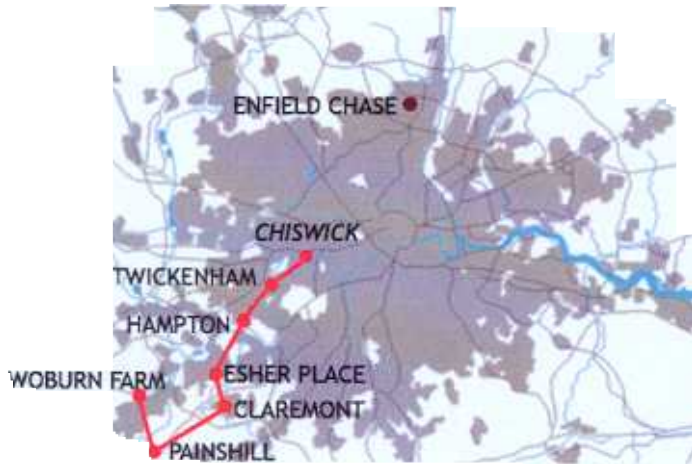 ENFIELD CHASE
CHISWICK
TWICKENHAM
HAMPTON
ESHER PLACE
WOBURN FARM
CLAREMONT
PAINSHILL